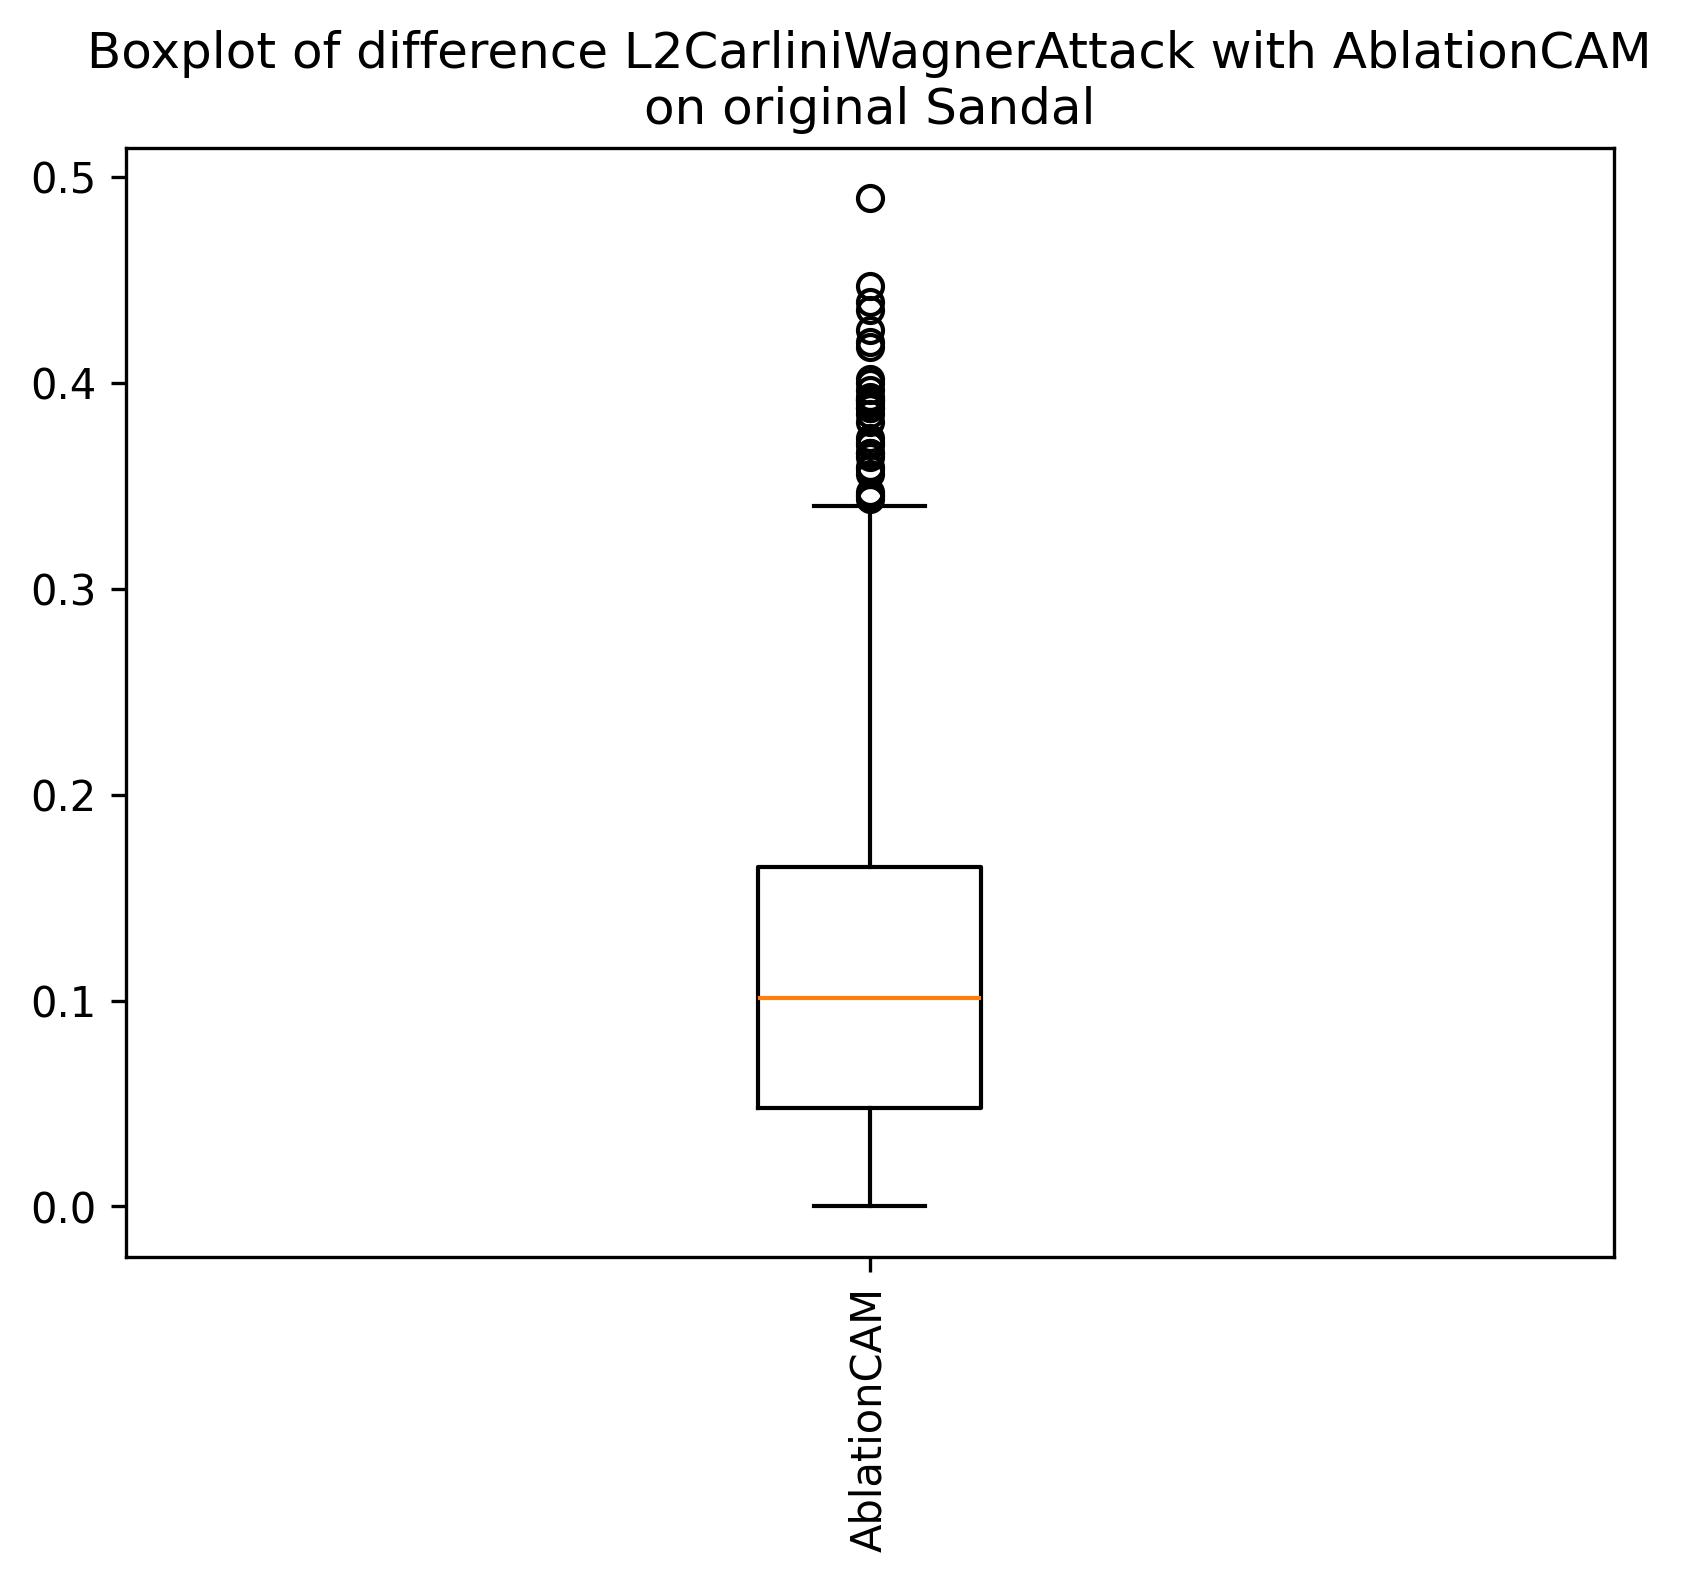 Boxplot of difference L2CarliniWagnerAttack with AblationCAM
on original Sandal
0.5
0.4
0.3
0.2
0.1
0.0
AblationCAM